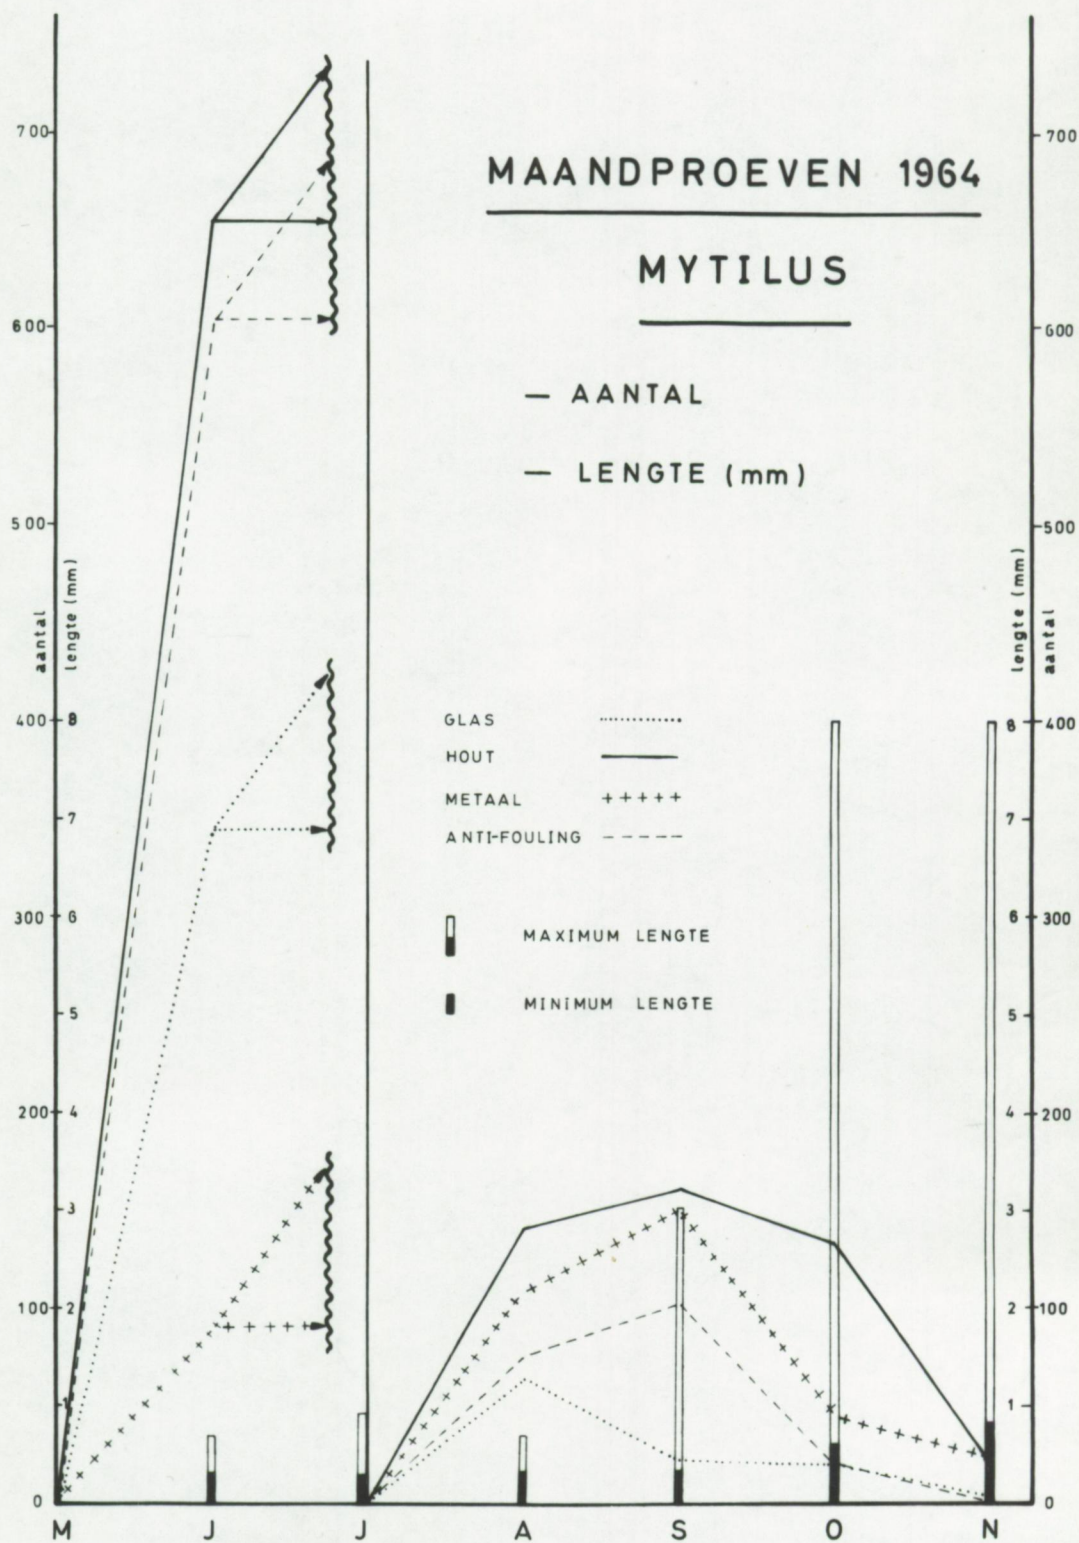 MAANDPROEVEN 1964
MYTILUS
— AANTAL
— LENGTE (mm)
GLAS
HOUT
METAAL
ANTI-FOULING
MAXIMUM LENGTE
MINIMUM LENGTE
700
600
500
400
300
200
100
0
aantal
lengte (mm)
8
7
6
5
4
3
2
1
lengte (mm)
aantal
8
7
6
5
4
3
2
1
700
600
500
400
300
200
100
0
M J J A S O N